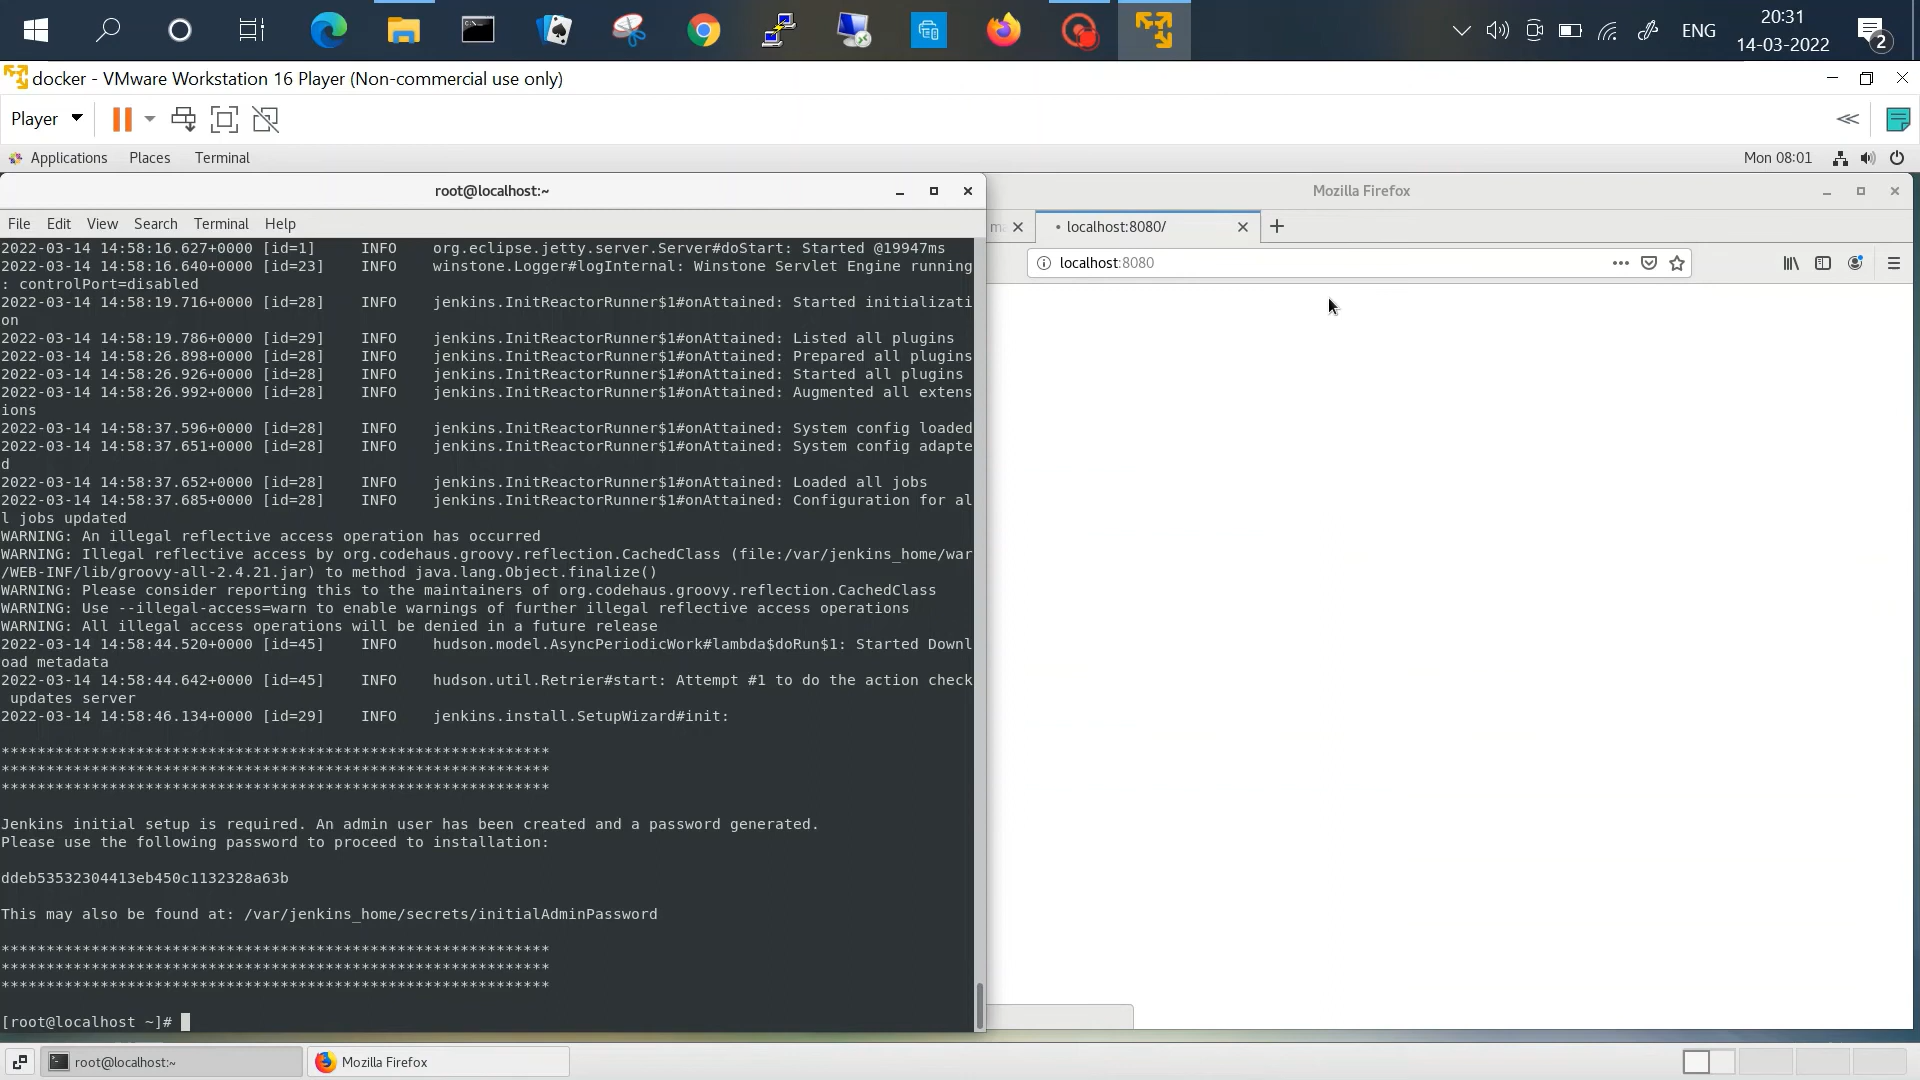 20:31
ENG
14-03-2022
2
docker - VMware Workstation 16 Player (Non-commercial use only)
Player
Applications Places Terminal
Mon 08:01
root@localhost:~
Mozilla Firefox
File Edit View Search Terminal Help
localhost:8080/
localhost:8080
2022-03-14 14:58:16.627+0000 [id=1] INFO org.eclipse.jetty.server.Server#doStart: Started @19947ms
2022-03-14 14:58:16.640+0000 [id=23] INFO winstone.Logger#logInternal: Winstone Servlet Engine running
: controlPort=disabled
2022-03-14 14:58:19.716+0000 [id=28] INFO jenkins.InitReactorRunner$1#onAttained: Started initializati
on
2022-03-14 14:58:19.786+0000 [id=29] INFO jenkins.InitReactorRunner$1#onAttained: Listed all plugins
2022-03-14 14:58:26.898+0000 [id=28] INFO jenkins.InitReactorRunner$1#onAttained: Prepared all plugins
2022-03-14 14:58:26.926+0000 [id=28] INFO jenkins.InitReactorRunner$1#onAttained: Started all plugins
2022-03-14 14:58:26.992+0000 [id=28] INFO jenkins.InitReactorRunner$1#onAttained: Augmented all extens
ions
2022-03-14 14:58:37.596+0000 [id=28] INFO jenkins.InitReactorRunner$1#onAttained: System config loaded
2022-03-14 14:58:37.651+0000 [id=28] INFO jenkins.InitReactorRunner$1#onAttained: System config adapte
d
2022-03-14 14:58:37.652+0000 [id=28] INFO jenkins.InitReactorRunner$1#onAttained: Loaded all jobs
2022-03-14 14:58:37.685+0000 [id=28] INFO jenkins.InitReactorRunner$1#onAttained: Configuration for al
l jobs updated
WARNING: An illegal reflective access operation has occurred
WARNING: Illegal reflective access by org.codehaus.groovy.reflection.CachedClass (file:/var/jenkins_home/war
/WEB-INF/lib/groovy-all-2.4.21.jar) to method java.lang.Object.finalize()
WARNING: Please consider reporting this to the maintainers of org.codehaus.groovy.reflection.CachedClass
WARNING: Use --illegal-access=warn to enable warnings of further illegal reflective access operations
WARNING: All illegal access operations will be denied in a future release
2022-03-14 14:58:44.520+0000 [id=45] INFO hudson.model.AsyncPeriodicWork#lambda$doRun$1: Started Downl
oad metadata
2022-03-14 14:58:44.642+0000 [id=45] INFO hudson.util.Retrier#start: Attempt #1 to do the action check
updates server
2022-03-14 14:58:46.134+0000 [id=29] INFO jenkins.install.SetupWizard#init:
*************************************************************
*************************************************************
*************************************************************
Jenkins initial setup is required. An admin user has been created and a password generated.
Please use the following password to proceed to installation:
ddeb53532304413eb450c1132328a63b
This may also be found at: /var/jenkins_home/secrets/initialAdminPassword
*************************************************************
*************************************************************
*************************************************************
[root@localhost ~]#
root@localhost:~
Mozilla Firefox